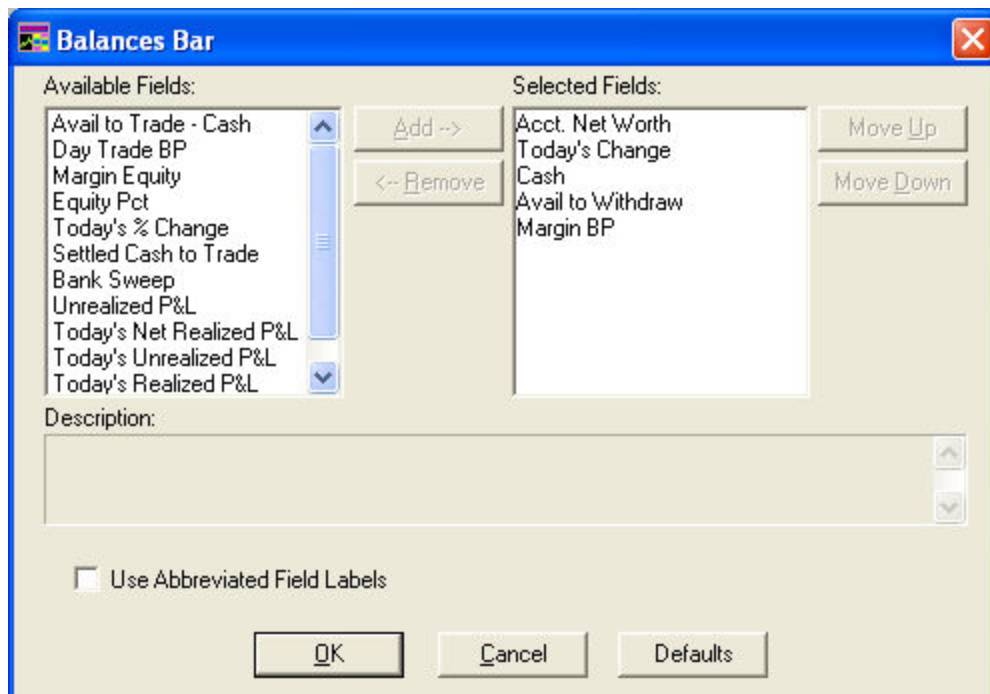 Balances Bar
Available Fields:
Avail to Trade - Cash
Day Trade BP
Margin Equity
Equity Pct
Today's % Change
Settled Cash to Trade
Bank Sweep
Unrealized P&L
Today's Net Realized P&L
Today's Unrealized P&L
Today's Realized P&L
Add -->
<-- Remove
Selected Fields:
Acct. Net Worth
Today's Change
Cash
Avail to Withdraw
Margin BP
Move Up
Move Down
Description:
Use Abbreviated Field Labels
OK
Cancel
Defaults